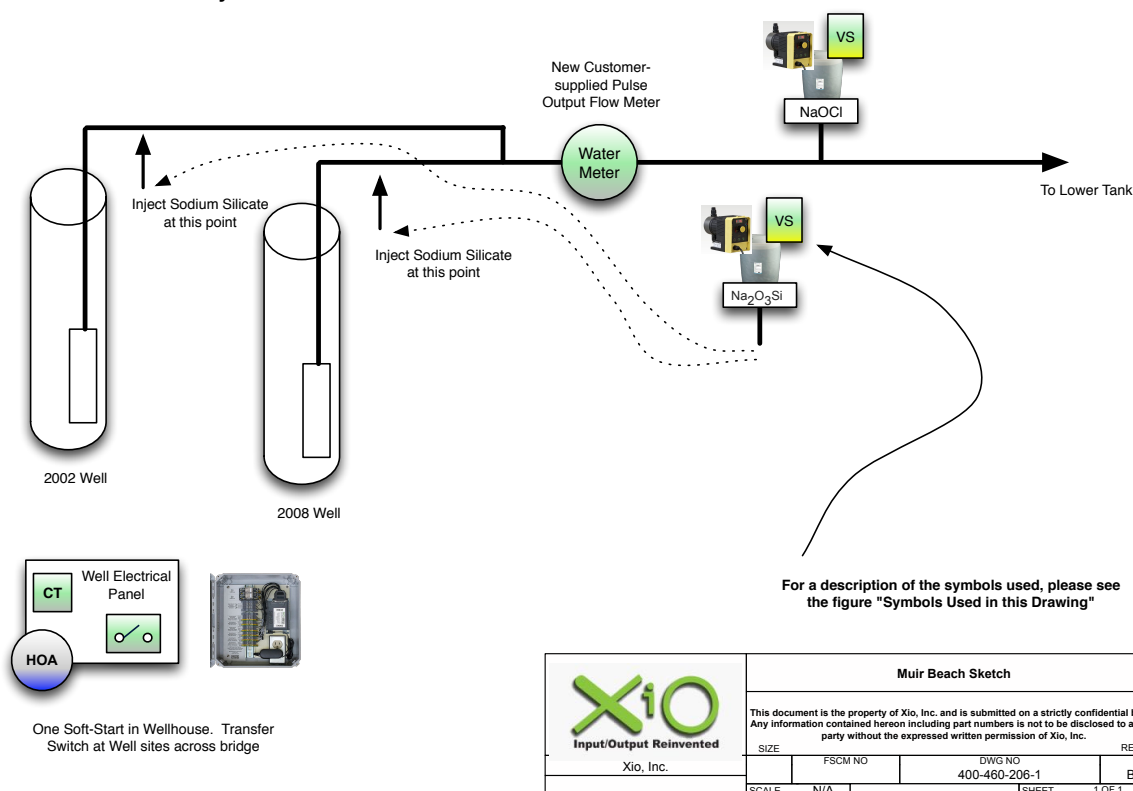 VS
NaOCl
New Customer-
supplied Pulse
Output Flow Meter
Water
Meter
To Lower Tank
Inject Sodium Silicate
at this point
Inject Sodium Silicate
at this point
VS
Na2O3Si
2002 Well
2008 Well
CT
Well Electrical
Panel
HOA
One Soft-Start in Wellhouse. Transfer
Switch at Well sites across bridge
For a description of the symbols used, please see
the figure "Symbols Used in this Drawing"
XiO
Input/Output Reinvented
Xio, Inc.
Muir Beach Sketch
This document is the property of Xio, Inc. and is submitted on a strictly confidential
Any information contained hereon including part numbers is not to be disclosed to a
party without the expressed written permission of Xio, Inc.
SIZE
FSCM NO
DWG NO
RE
400-460-206-1
B
SCALE
N/A
SHEET
1 OF 1